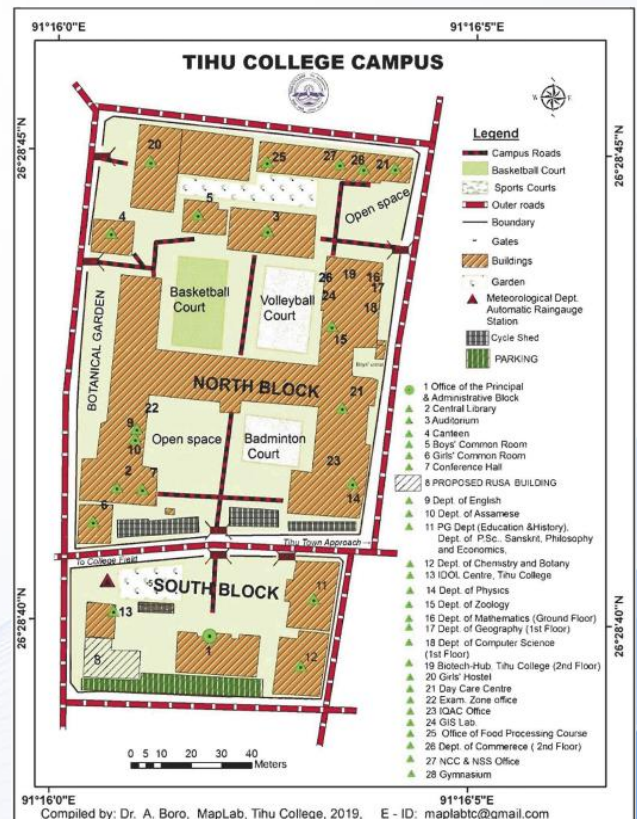 91°16'0"E
91°16'5"E
TIHU COLLEGE CAMPUS
26°28'45"N
26°28'45"N
Legend
Campus Roads
Basketball Court
Sports Courts
Outer roads
Boundary
Gates
Buildings
Garden
Meteorological Dept.
Automatic Raingauge
Station
Cycle Shed
PARKING
1 Office of the Principal
& Administrative Block
2 Central Library
3 Auditorium
4 Canteen
5 Boys' Common Room
6 Girls' Common Room
7 Conference Hall
8 PROPOSED RUSA BUILDING
9 Dept. of English
10 Dept. of Assamese
11 PG Dept (Education &History),
Dept. of P.Sc.. Sanskrit, Philosophy
and Economics,
12 Dept. of Chemistry and Botany
13 IDOL Centre, Tihu College
14 Dept. of Physics
15 Dept. of Zoology
16 Dept. of Mathematics (Ground Floor)
17 Dept. of Geography (1st Floor)
18 Dept of Computer Science
(1st Floor)
19 Biotech-Hub, Tihu College (2nd Floor)
20 Girls' Hostel
21 Day Care Centre
22 Exam. Zone office
23 IQAC Office
24 GIS Lab.
25 Office of Food Processing Course
26 Dept. of Commerece ( 2nd Floor)
27 NCC & NSS Office
28 Gymnasium
20
25
27
28
21
5
Open space
4
3
26
19
16
17
24
18
Basketball
Court
Volleyball
Court
15
BOTANICAL GARDEN
NORTH BLOCK
21
22
9
10
Open space
Badminton
Court
23
2
14
6
Tihu Town Approach →
To College Field
SOUTH BLOCK
5
11
13
1
8
12
26°28'40"N
26°28'40"N
0 5 10 20 30 40
Meters
91°16'0"E
91°16'5"E
Compiled by: Dr. A. Boro, MapLab, Tihu College, 2019, E - ID: maplabtc@gmail.com